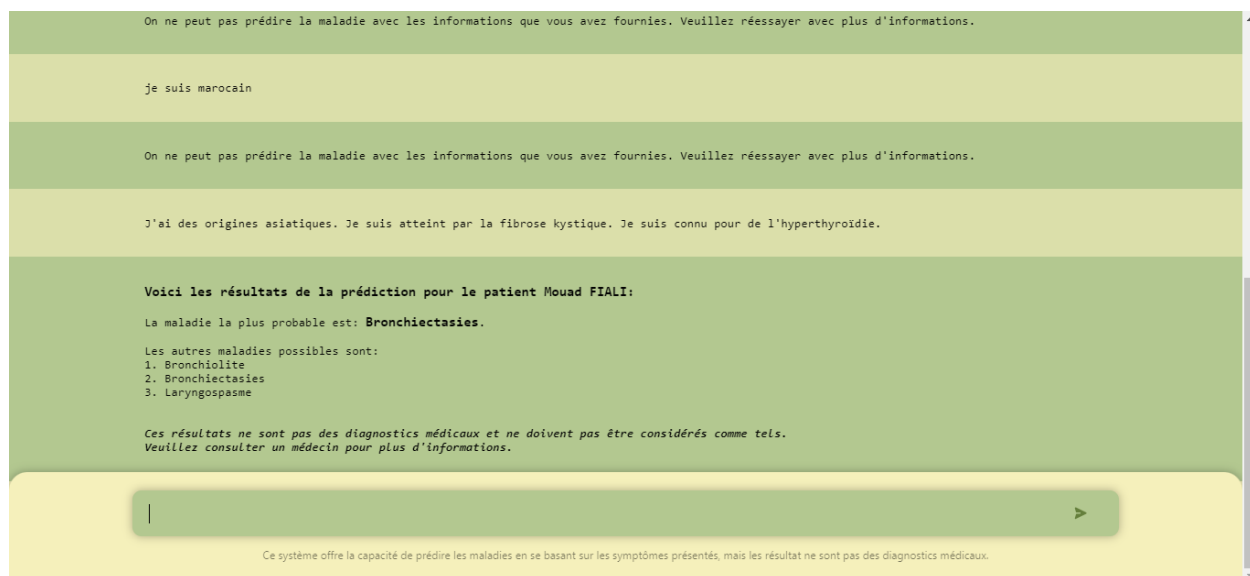 On ne peut pas prédire la maladie avec les informations que vous avez fournies. Veuillez réessayer avec plus d'informations.
je suis marocain
On ne peut pas prédire la maladie avec les informations que vous avez fournies. Veuillez réessayer avec plus d'informations.
J'ai des origines asiatiques. Je suis atteint par la fibrose kystique. Je suis connu pour de l'hyperthyroïdie.
Voici les résultats de la prédiction pour le patient Mouad FIALI:
La maladie la plus probable est: Bronchiectasies.
Les autres maladies possibles sont:
1. Bronchiolite
2. Bronchiectasies
3. Laryngospasme
Ces résultats ne sont pas des diagnostics médicaux et ne doivent pas être considérés comme tels.
Veuillez consulter un médecin pour plus d'informations.
Ce système offre la capacité de prédire les maladies en se basant sur les symptômes présentés, mais les résultat ne sont pas des diagnostics médicaux.